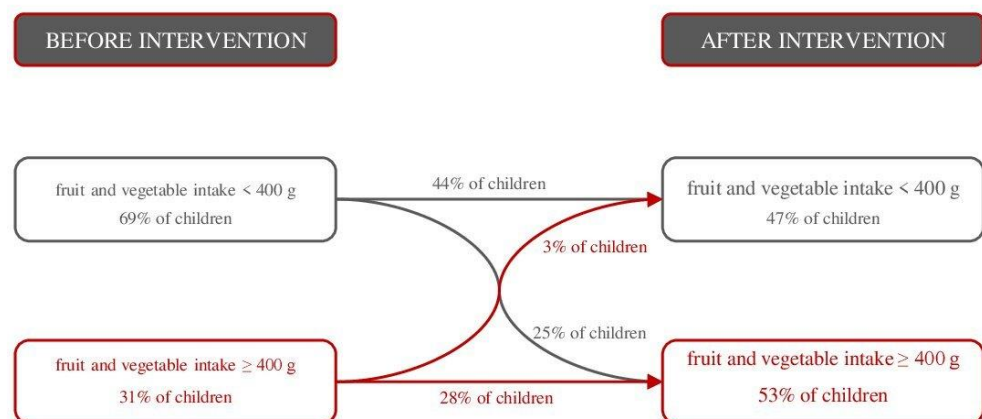 BEFORE INTERVENTION
AFTER INTERVENTION
fruit and vegetable intake < 400 g
69% of children
44% of children
fruit and vegetable intake < 400 g
47% of children
3% of children
25% of children
fruit and vegetable intake ≥ 400 g
31% of children
28% of children
fruit and vegetable intake ≥ 400 g
53% of children